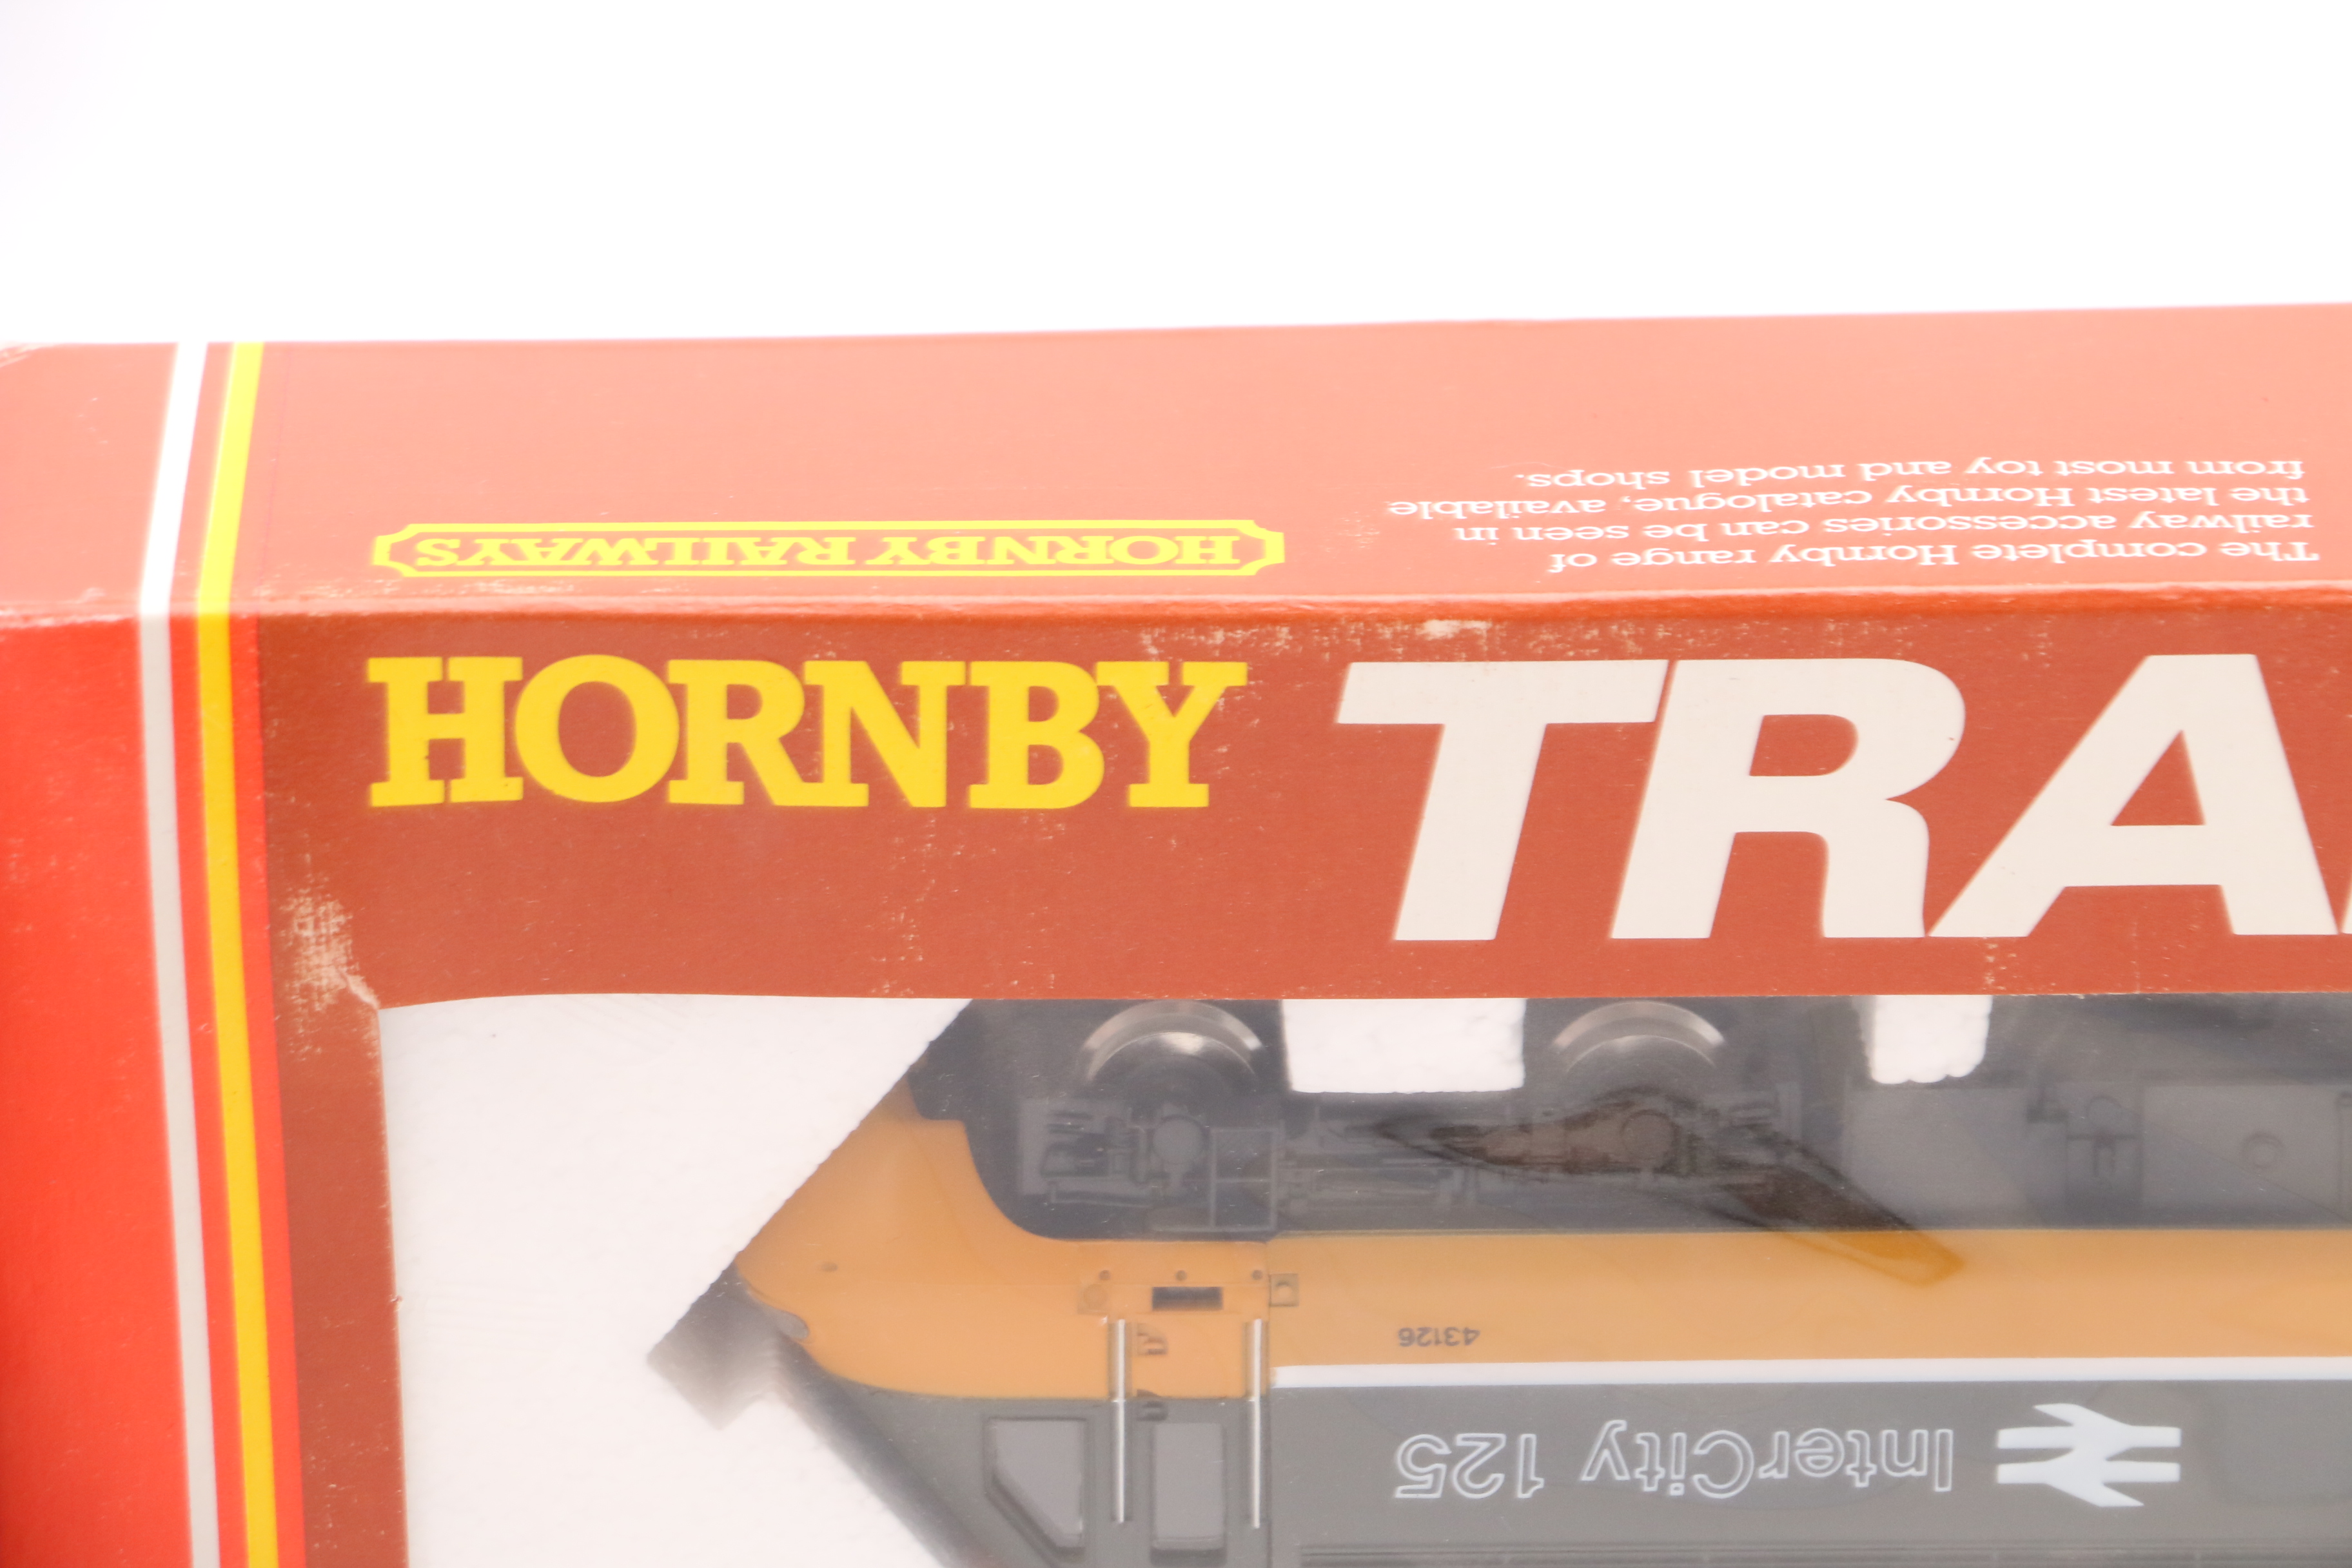 HORNBY RAILWAYS
The complete Hornby range of
railway accessories can be seen in
the latest Hornby catalogue, available
from most toy and model shops.
HORNBY TRA
43126
InterCity 125